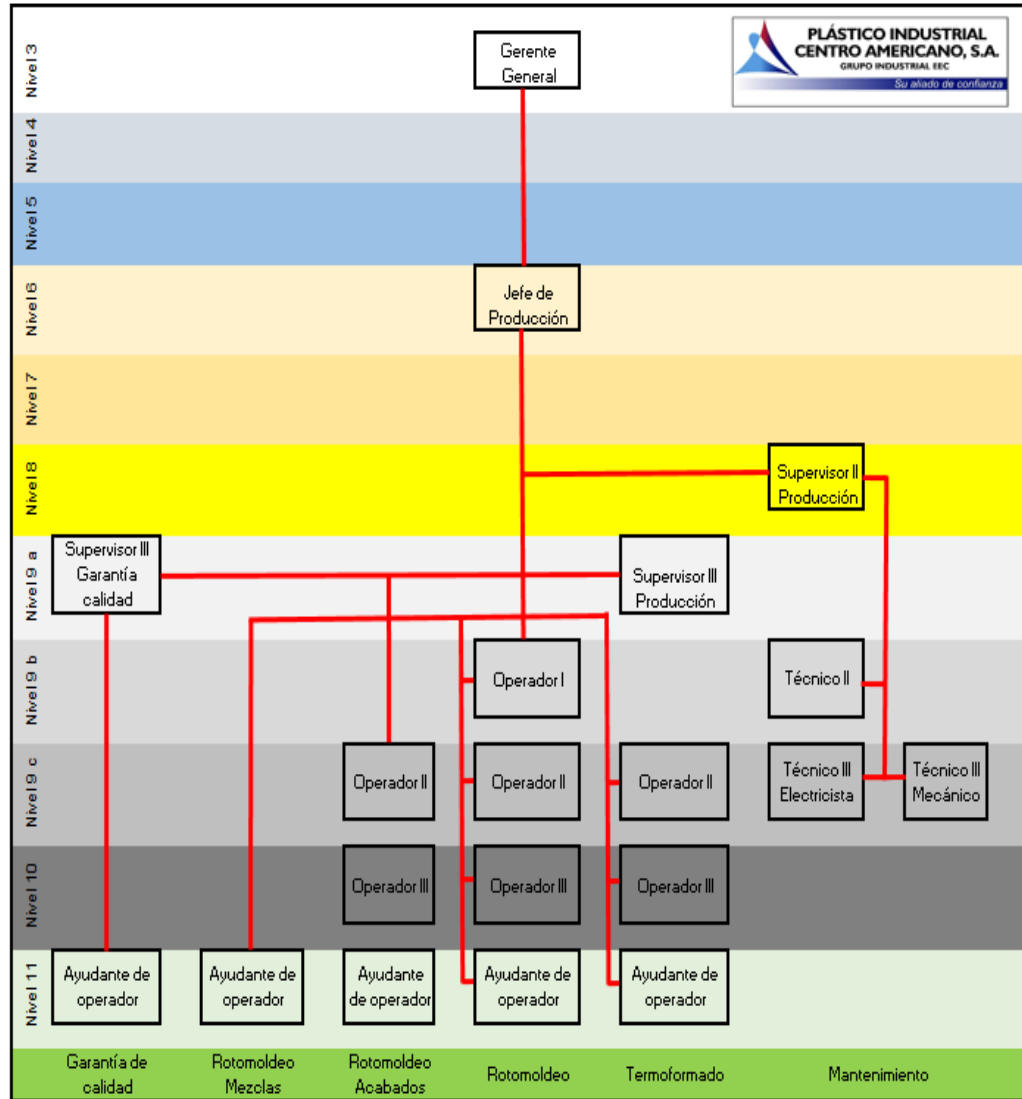 PLÁSTICO INDUSTRIAL
CENTRO AMERICANO, S.A.
GRUPO INDUSTRIAL EEC
Su aliado de confianza
Nivel 3
Gerente
General
Nivel 4
Nivel 5
Nivel 6
Jefe de
Producción
Nivel 7
Nivel 8
Supervisor II
Producción
Nivel 9 a
Supervisor III
Garantía
calidad
Supervisor III
Producción
Nivel 9 b
Operador I
Técnico II
Nivel 9 c
Operador II
Operador II
Operador II
Técnico III
Electricista
Técnico III
Mecánico
Nivel 10
Operador III
Operador III
Operador III
Nivel 11
Ayudante de
operador
Ayudante de
operador
Ayudante
de operador
Ayudante de
operador
Ayudante de
operador
Garantía de
calidad
Rotomoldeo
Mezclas
Rotomoldeo
Acabados
Rotomoldeo
Termoformado
Mantenimiento